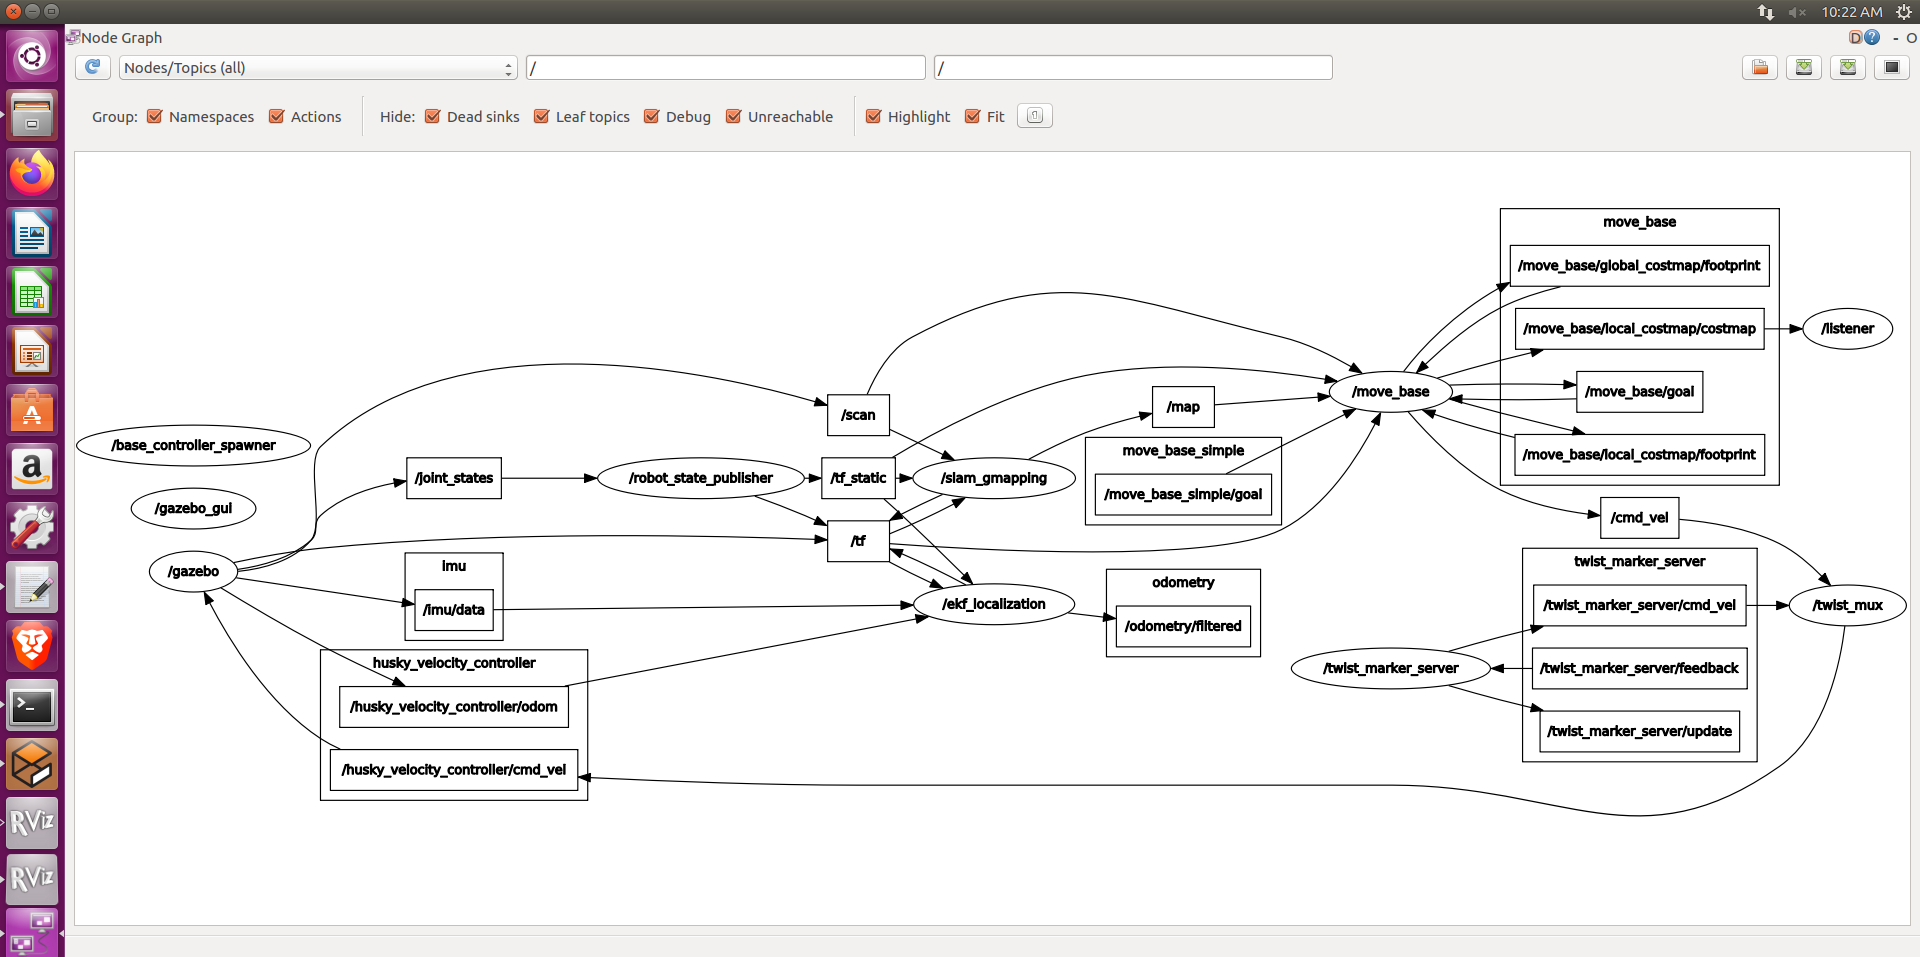 10:22 AM
Node Graph
D ? - O
Nodes/Topics (all)
/
/
Group: Namespaces Actions Hide: Dead sinks Leaf topics Debug Unreachable Highlight Fit
move_base
/move_base/global_costmap/footprint
/move_base/local_costmap/costmap
/listener
/move_base
/move_base/goal
/scan
/map
/base_controller_spawner
move_base_simple
/move_base/local_costmap/footprint
/joint_states
/robot_state_publisher
/tf_static
/slam_gmapping
/move_base_simple/goal
/gazebo_gui
/cmd_vel
/tf
/gazebo
imu
/imu/data
/ekf_localization
odometry
/odometry/filtered
twist_marker_server
/twist_marker_server/cmd_vel
/twist_mux
husky_velocity_controller
/husky_velocity_controller/odom
/twist_marker_server
/twist_marker_server/feedback
/twist_marker_server/update
/husky_velocity_controller/cmd_vel
RViz
RViz